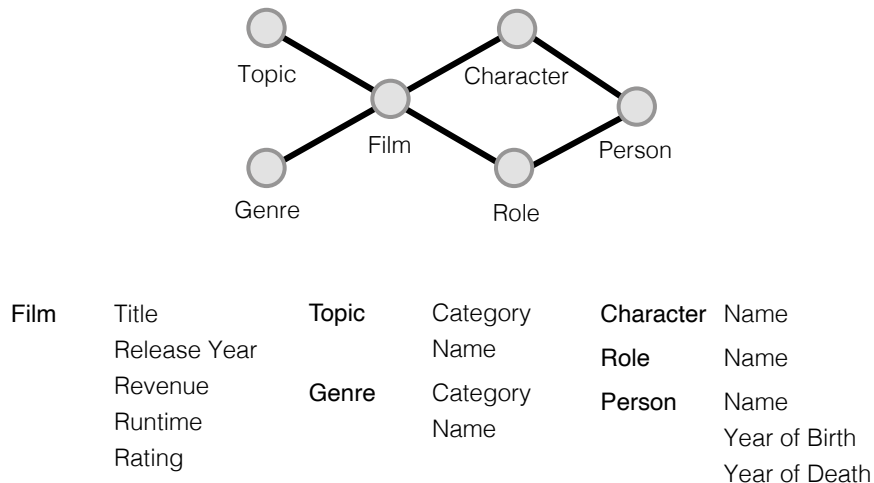 Topic
Character
Film
Person
Genre
Role
Film Title
Release Year
Revenue
Runtime
Rating
Topic Category
Name
Genre Category
Name
Character Name
Role Name
Person Name
Year of Birth
Year of Death